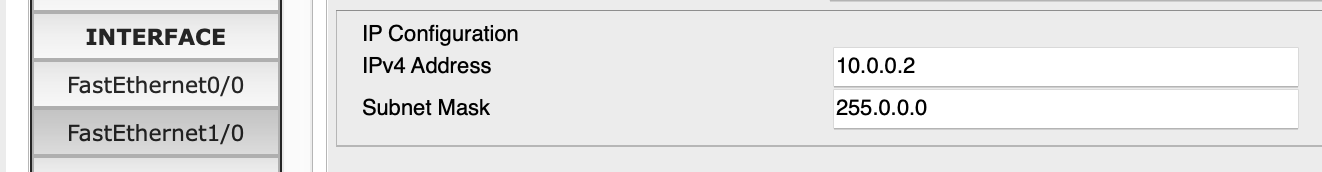 INTERFACE
FastEthernet0/0
FastEthernet1/0
IP Configuration
IPv4 Address
10.0.0.2
Subnet Mask
255.0.0.0